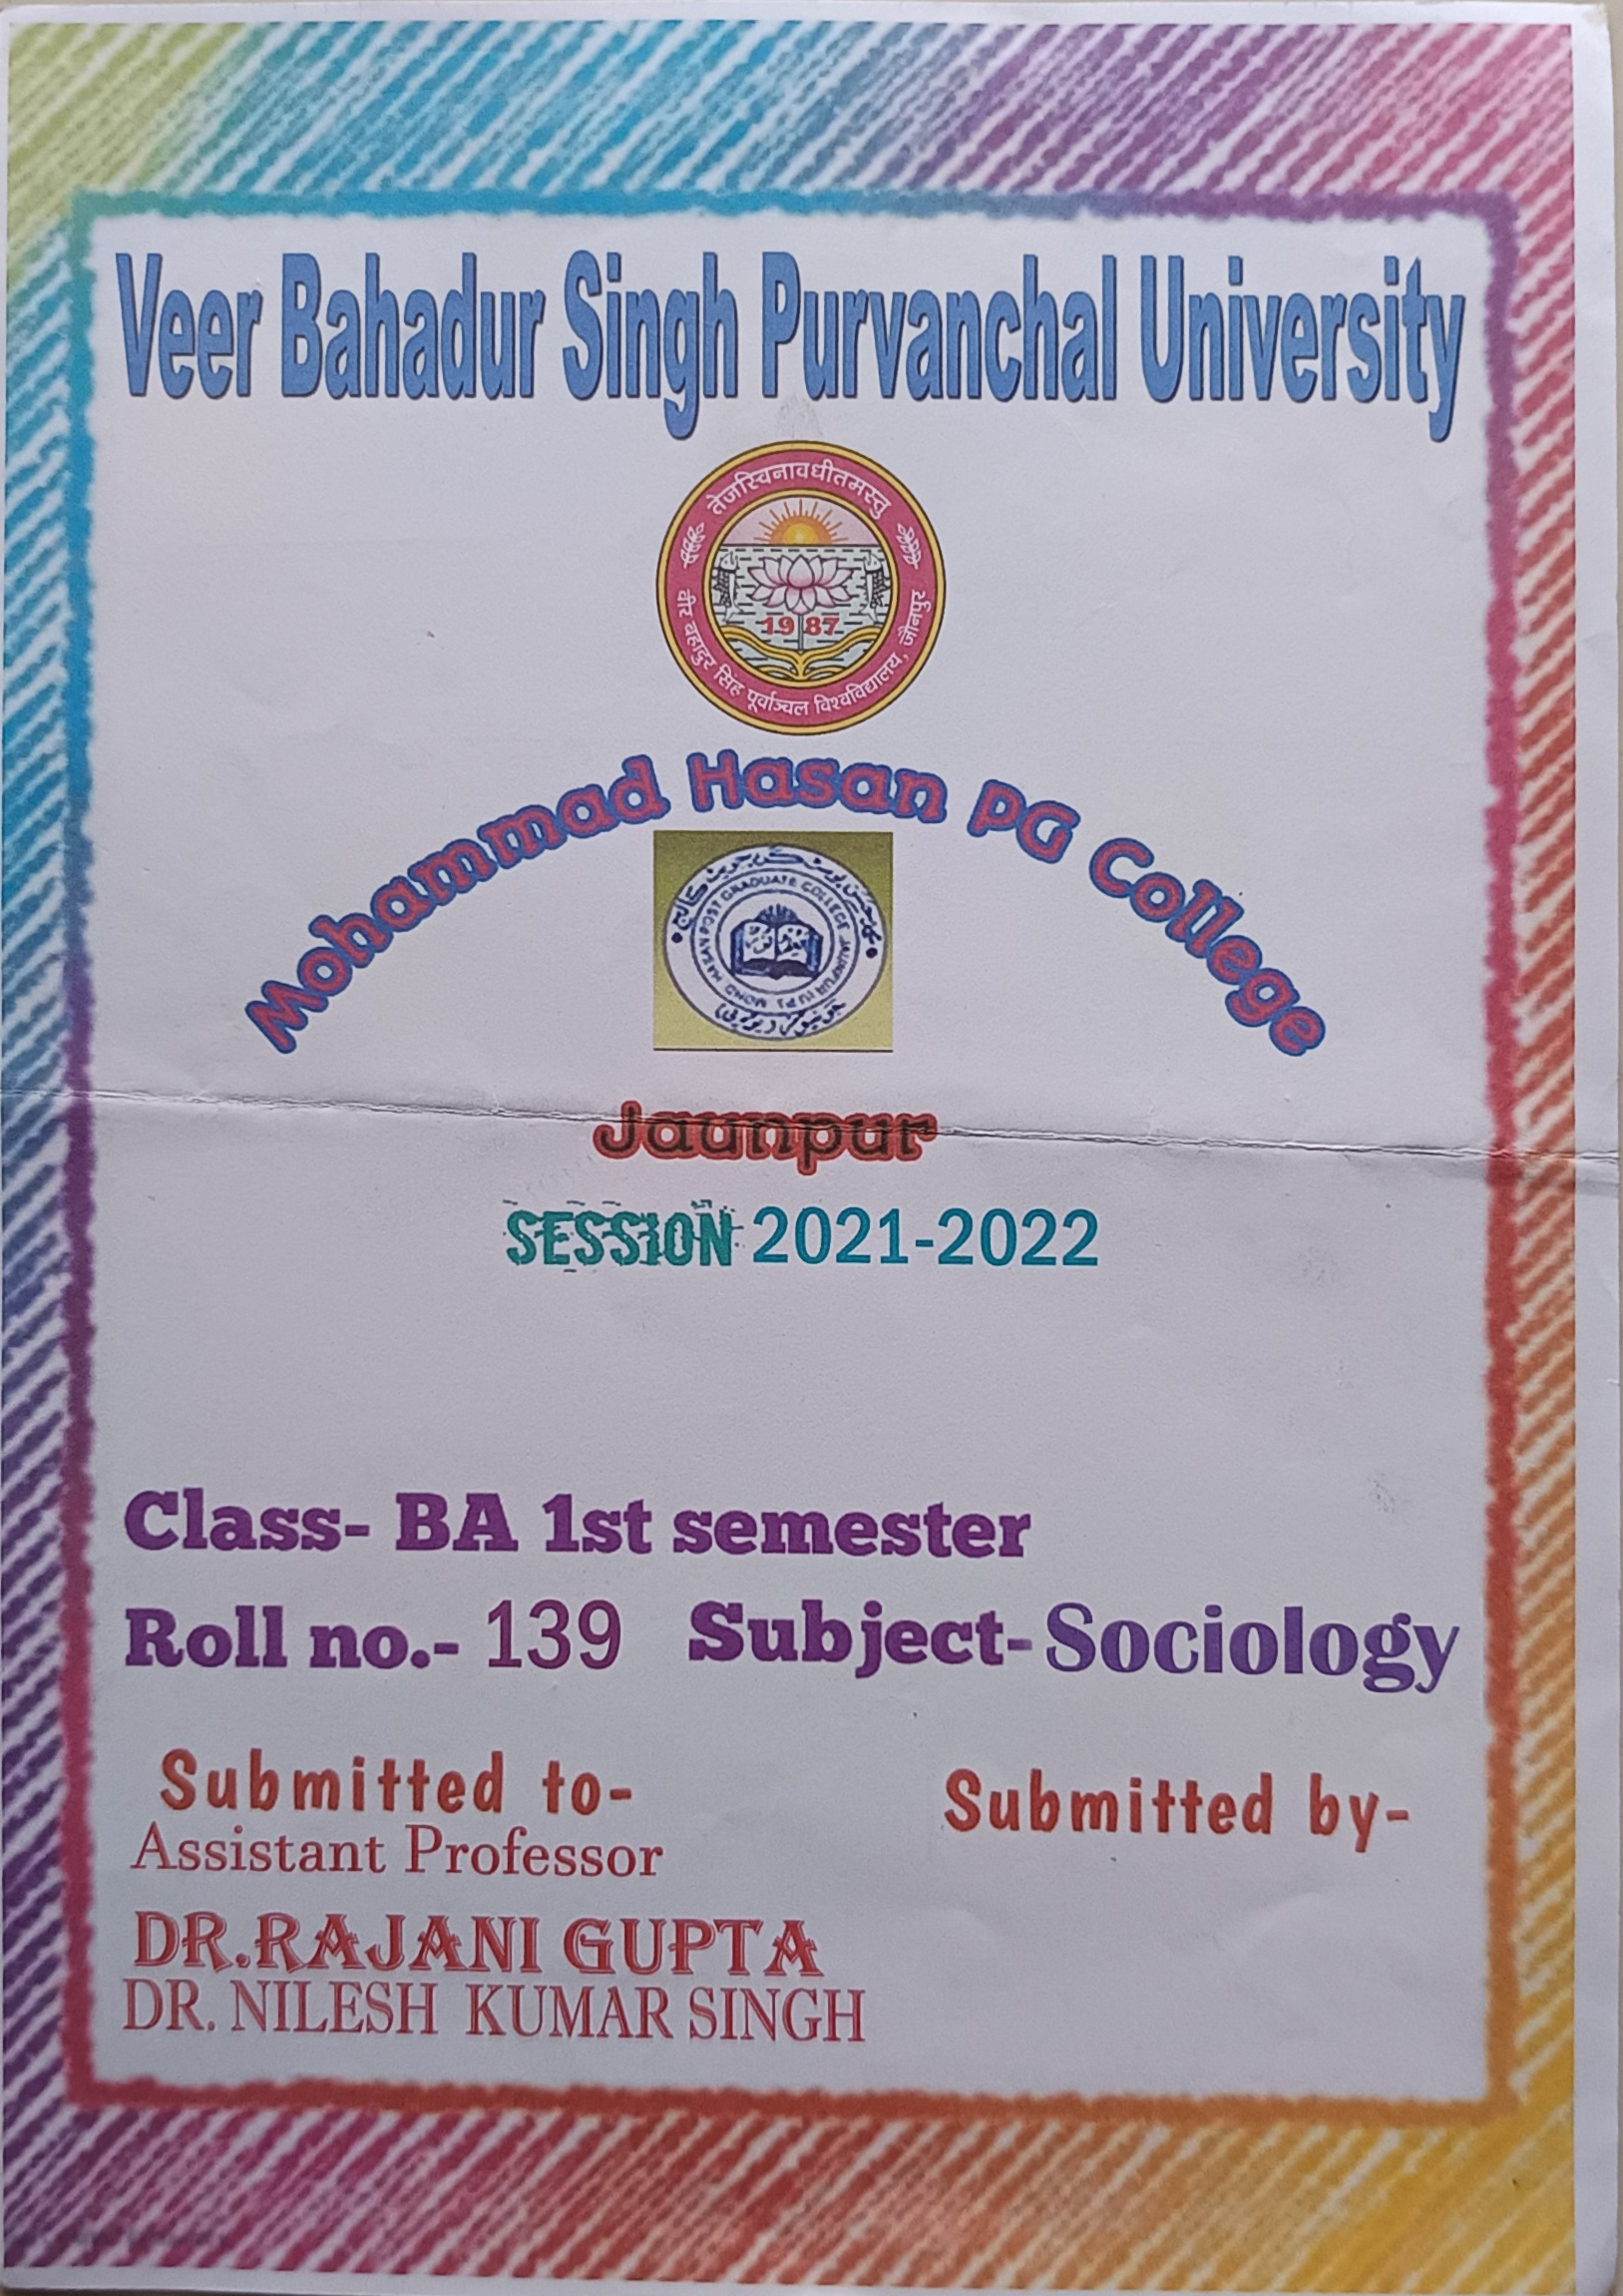 Veer Bahadur Singh Purvanchal University
तेजस्विनावधीतमस्तु
1987
वीर बहादुर सिंह पूर्वाञ्चल विश्वविद्यालय, जौनपुर
Mohammad Hasan PG College
MOHD HASAN POST GRADUATE COLLEGE JAUNPUR (U.P.)
Jaunpur
SESSION 2021-2022
Class- BA 1st semester
Roll no.- 139 Subject- Sociology
Submitted to-
Submitted by-
Assistant Professor
DR.RAJANI GUPTA
DR. NILESH KUMAR SINGH